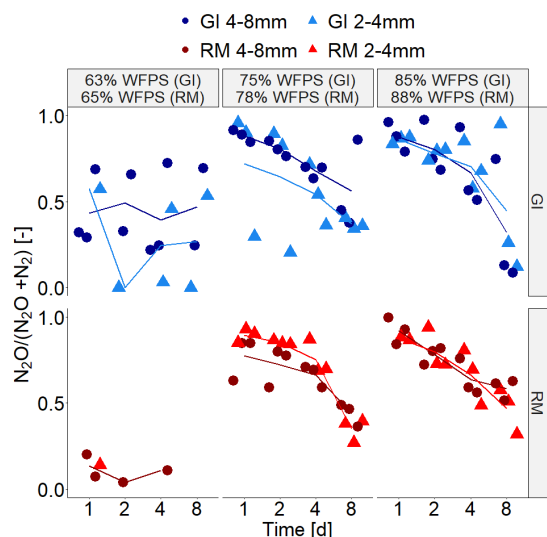 GI 4-8mm GI 2-4mm
RM 4-8mm RM 2-4mm
63% WFPS (GI) 75% WFPS (GI) 85% WFPS (GI)
65% WFPS (RM) 78% WFPS (RM) 88% WFPS (RM)
N₂O/(N₂O +N₂) [-]
1.0
0.5
0.0
GI
1.0
0.5
0.0
RM
1 2 4 8 1 2 4 8 1 2 4 8
Time [d]